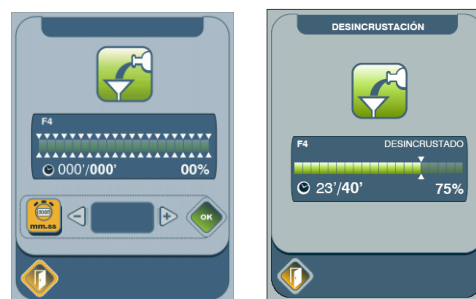 F4
000'/000'
00%
mm.ss
OK
DESINCRUSTACIÓN
F4 DESINCRUSTADO
23'/40'
75%